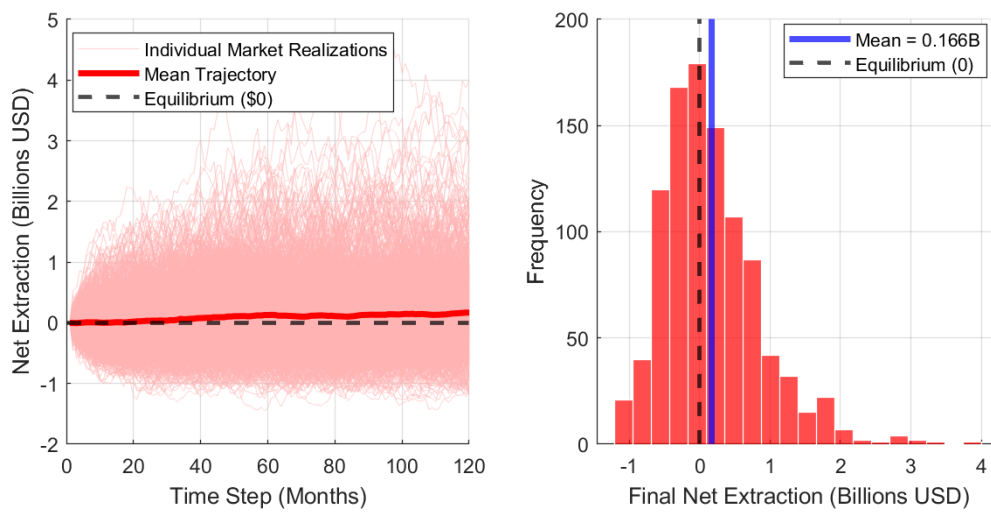 5
4
3
2
1
0
-1
-2
Net Extraction (Billions USD)
Individual Market Realizations
Mean Trajectory
Equilibrium ($0)
0 20 40 60 80 100 120
Time Step (Months)
200
150
100
50
0
Frequency
Mean = 0.166B
Equilibrium (0)
-1 0 1 2 3 4
Final Net Extraction (Billions USD)